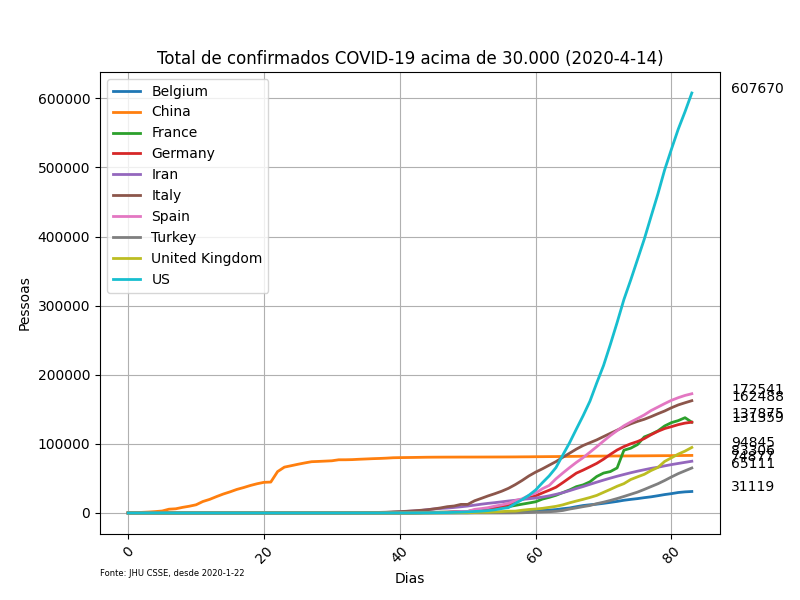 Total de confirmados COVID-19 acima de 30.000 (2020-4-14)
Belgium
China
France
Germany
Iran
Italy
Spain
Turkey
United Kingdom
US
600000
500000
400000
300000
200000
100000
0
Pessoas
607670
172541
162488
137875
131359
94845
83306
74877
65111
31119
0
20
40
60
80
Dias
Fonte: JHU CSSE, desde 2020-1-22